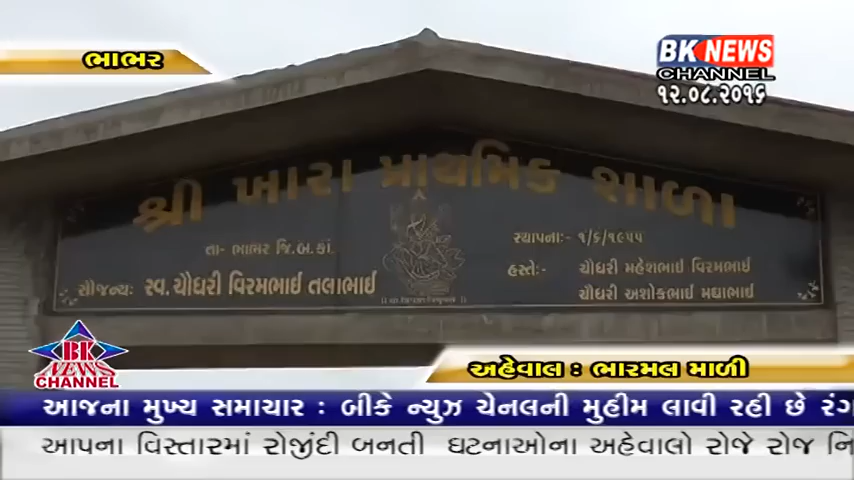 ભાભર
BK NEWS
CHANNEL
૧૨.૦૮.૨૦૧૬
શ્રી ખારા પ્રાથમિક શાળા
તા- ભાભર જિ.બ.કાં.
સ્થાપના:- ૧/૬/૧૯૫૫
સૌજન્ય: સ્વ.ચૌધરી વિરમભાઈ તલાભાઈ
હસ્તે:- ચૌધરી મહેશભાઈ વિરમભાઈ
ચૌધરી અશોકભાઈ મઘાભાઈ
BK
NEWS
CHANNEL
અહેવાલ : ભારમલ માળી
આજના મુખ્ય સમાચાર : બીકે ન્યુઝ ચેનલની મુહીમ લાવી રહી છે રંગ
આપના વિસ્તારમાં રોજીંદી બનતી ઘટનાઓના અહેવાલો રોજે રોજ નિ